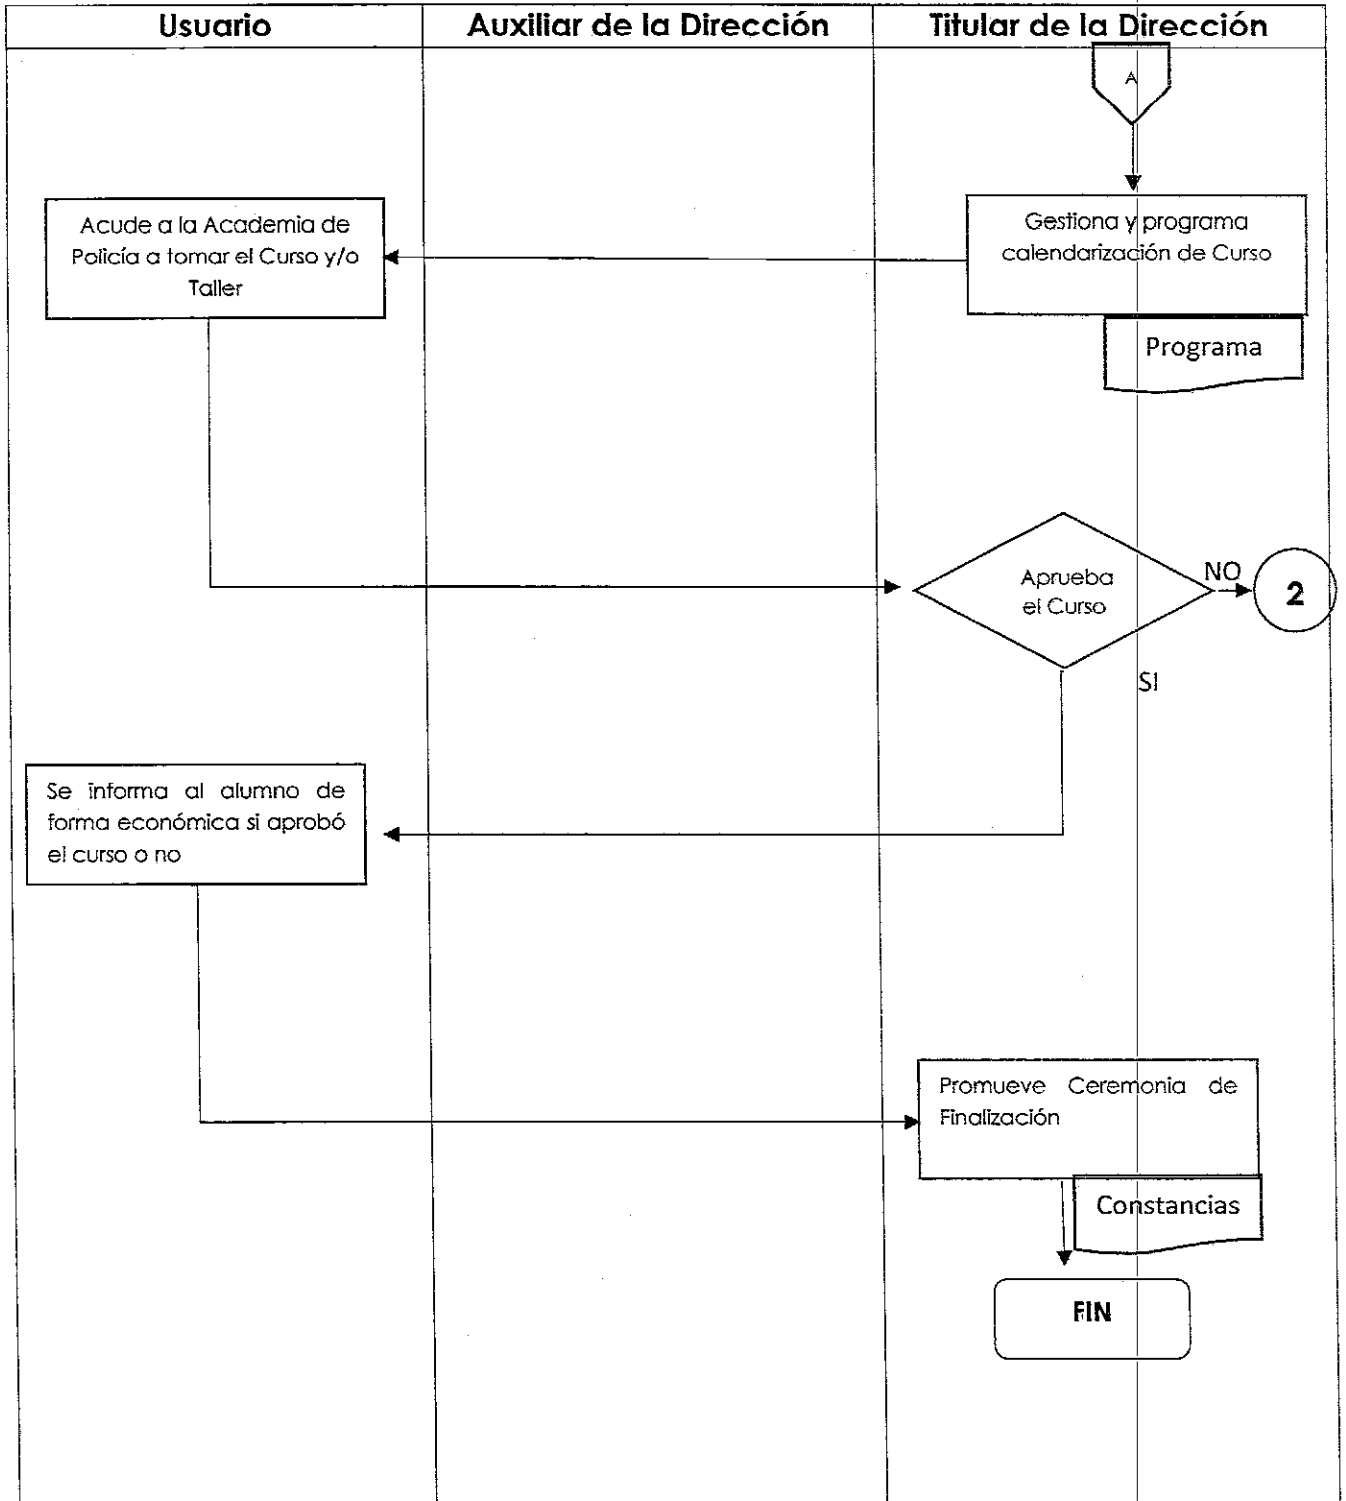 Usuario
Auxiliar de la Dirección
Titular de la Dirección
A
Gestiona y programa
calendarización de Curso
Programa
Acude a la Academia de
Policía a tomar el Curso y/o
Taller
Aprueba
el Curso
NO
2
SI
Se informa al alumno de
forma económica si aprobó
el curso o no
Promueve Ceremonia de
Finalización
Constancias
FIN